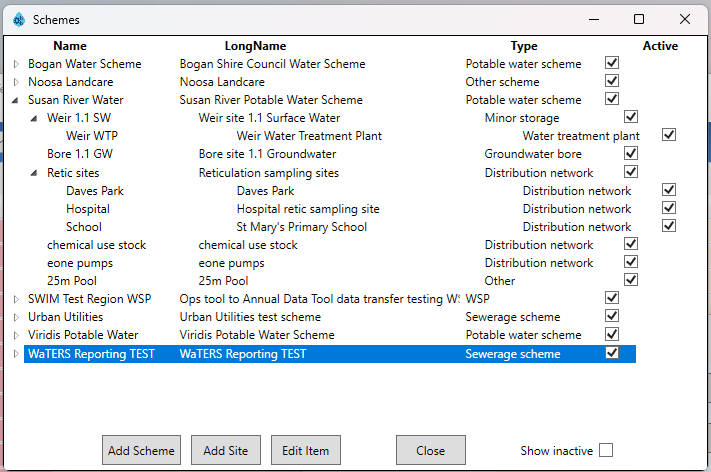 Schemes
Name LongName Type Active
Bogan Water Scheme Bogan Shire Council Water Scheme Potable water scheme
Noosa Landcare Noosa Landcare Other scheme
Susan River Water Susan River Potable Water Scheme Potable water scheme
Weir 1.1 SW Weir site 1.1 Surface Water Minor storage
Weir WTP Weir Water Treatment Plant Water treatment plant
Bore 1.1 GW Bore site 1.1 Groundwater Groundwater bore
Retic sites Reticulation sampling sites Distribution network
Daves Park Daves Park Distribution network
Hospital Hospital retic sampling site Distribution network
School St Mary's Primary School Distribution network
chemical use stock chemical use stock Distribution network
eone pumps eone pumps Distribution network
25m Pool 25m Pool Other
SWIM Test Region WSP Ops tool to Annual Data Tool data transfer testing WSP
Urban Utilities Urban Utilities test scheme Sewerage scheme
Viridis Potable Water Viridis Potable Water Scheme Potable water scheme
WaTERS Reporting TEST WaTERS Reporting TEST Sewerage scheme
Add Scheme Add Site Edit Item Close Show inactive